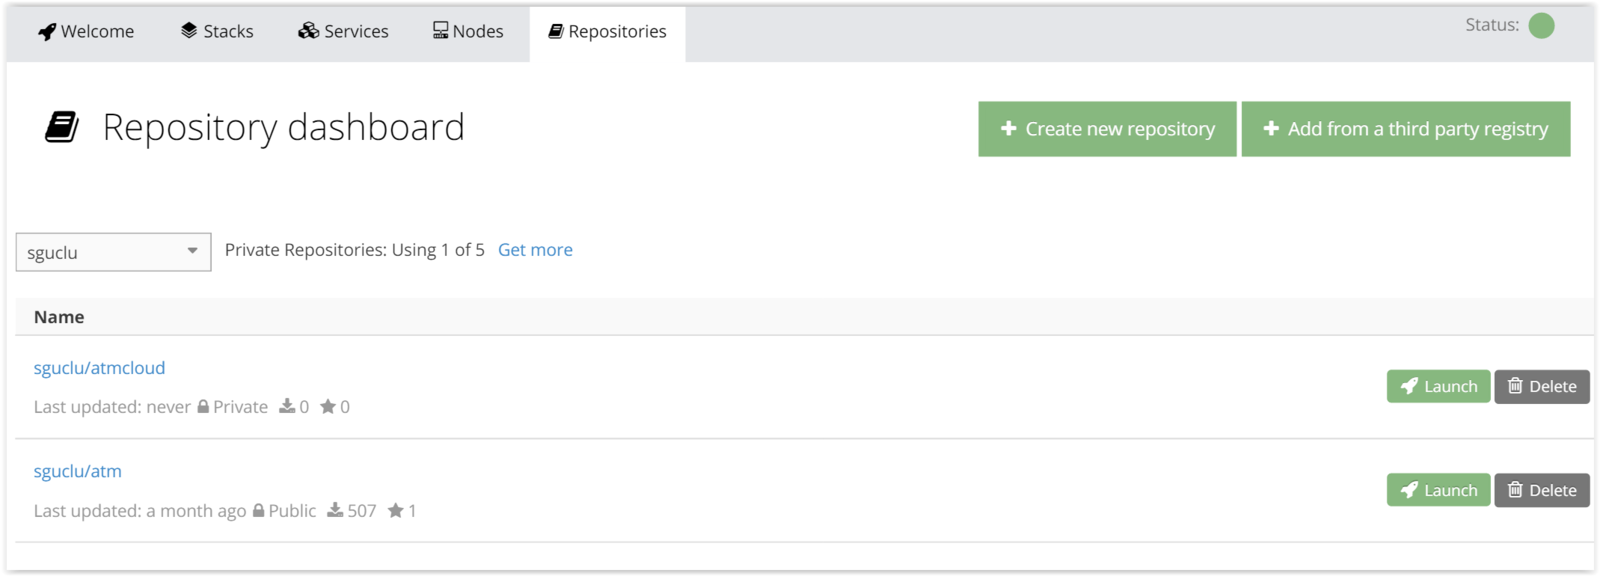 Welcome Stacks Services Nodes Repositories Status:
Repository dashboard + Create new repository + Add from a third party registry
sguclu Private Repositories: Using 1 of 5 Get more
Name
sguclu/atmcloud
Launch Delete
Last updated: never Private 0 0
sguclu/atm
Launch Delete
Last updated: a month ago Public 507 1